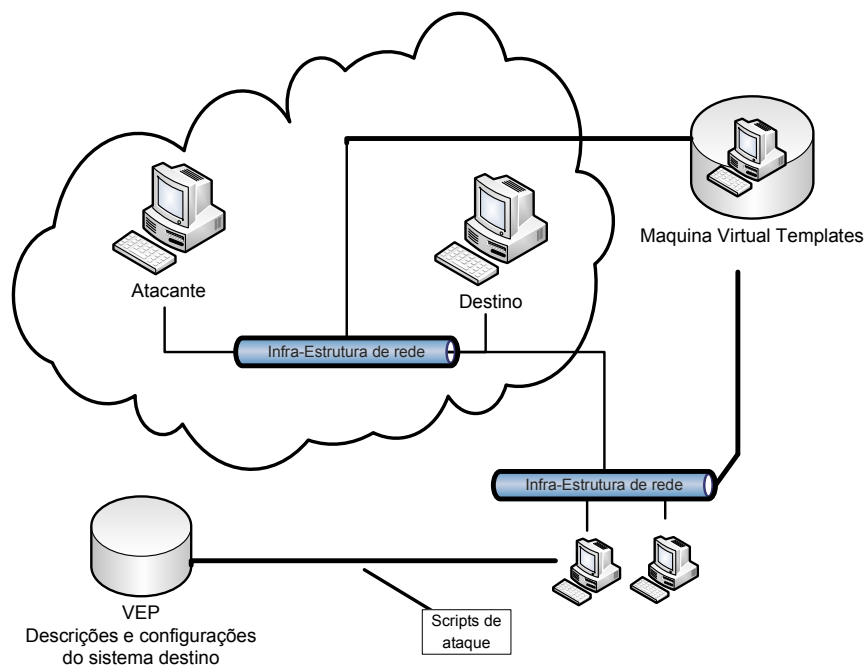 Maquina Virtual Templates
Atacante
Destino
Infra-Estrutura de rede
Infra-Estrutura de rede
VEP
Descrições e configurações
do sistema destino
Scripts de
ataque